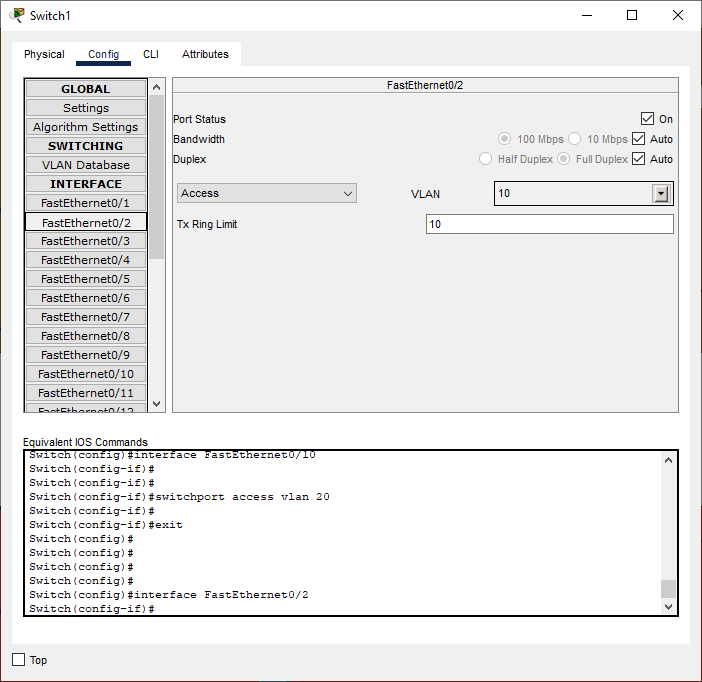 Switch1
Physical Config CLI Attributes
GLOBAL
Settings
Algorithm Settings
SWITCHING
VLAN Database
INTERFACE
FastEthernet0/1
FastEthernet0/2
FastEthernet0/3
FastEthernet0/4
FastEthernet0/5
FastEthernet0/6
FastEthernet0/7
FastEthernet0/8
FastEthernet0/9
FastEthernet0/10
FastEthernet0/11
FastEthernet0/12
FastEthernet0/2
Port Status On
Bandwidth 100 Mbps 10 Mbps Auto
Duplex Half Duplex Full Duplex Auto
Access VLAN 10
Tx Ring Limit 10
Equivalent IOS Commands
Switch(config)#interface FastEthernet0/10
Switch(config-if)#
Switch(config-if)#
Switch(config-if)#switchport access vlan 20
Switch(config-if)#
Switch(config-if)#exit
Switch(config)#
Switch(config)#
Switch(config)#
Switch(config)#
Switch(config)#interface FastEthernet0/2
Switch(config-if)#
Top